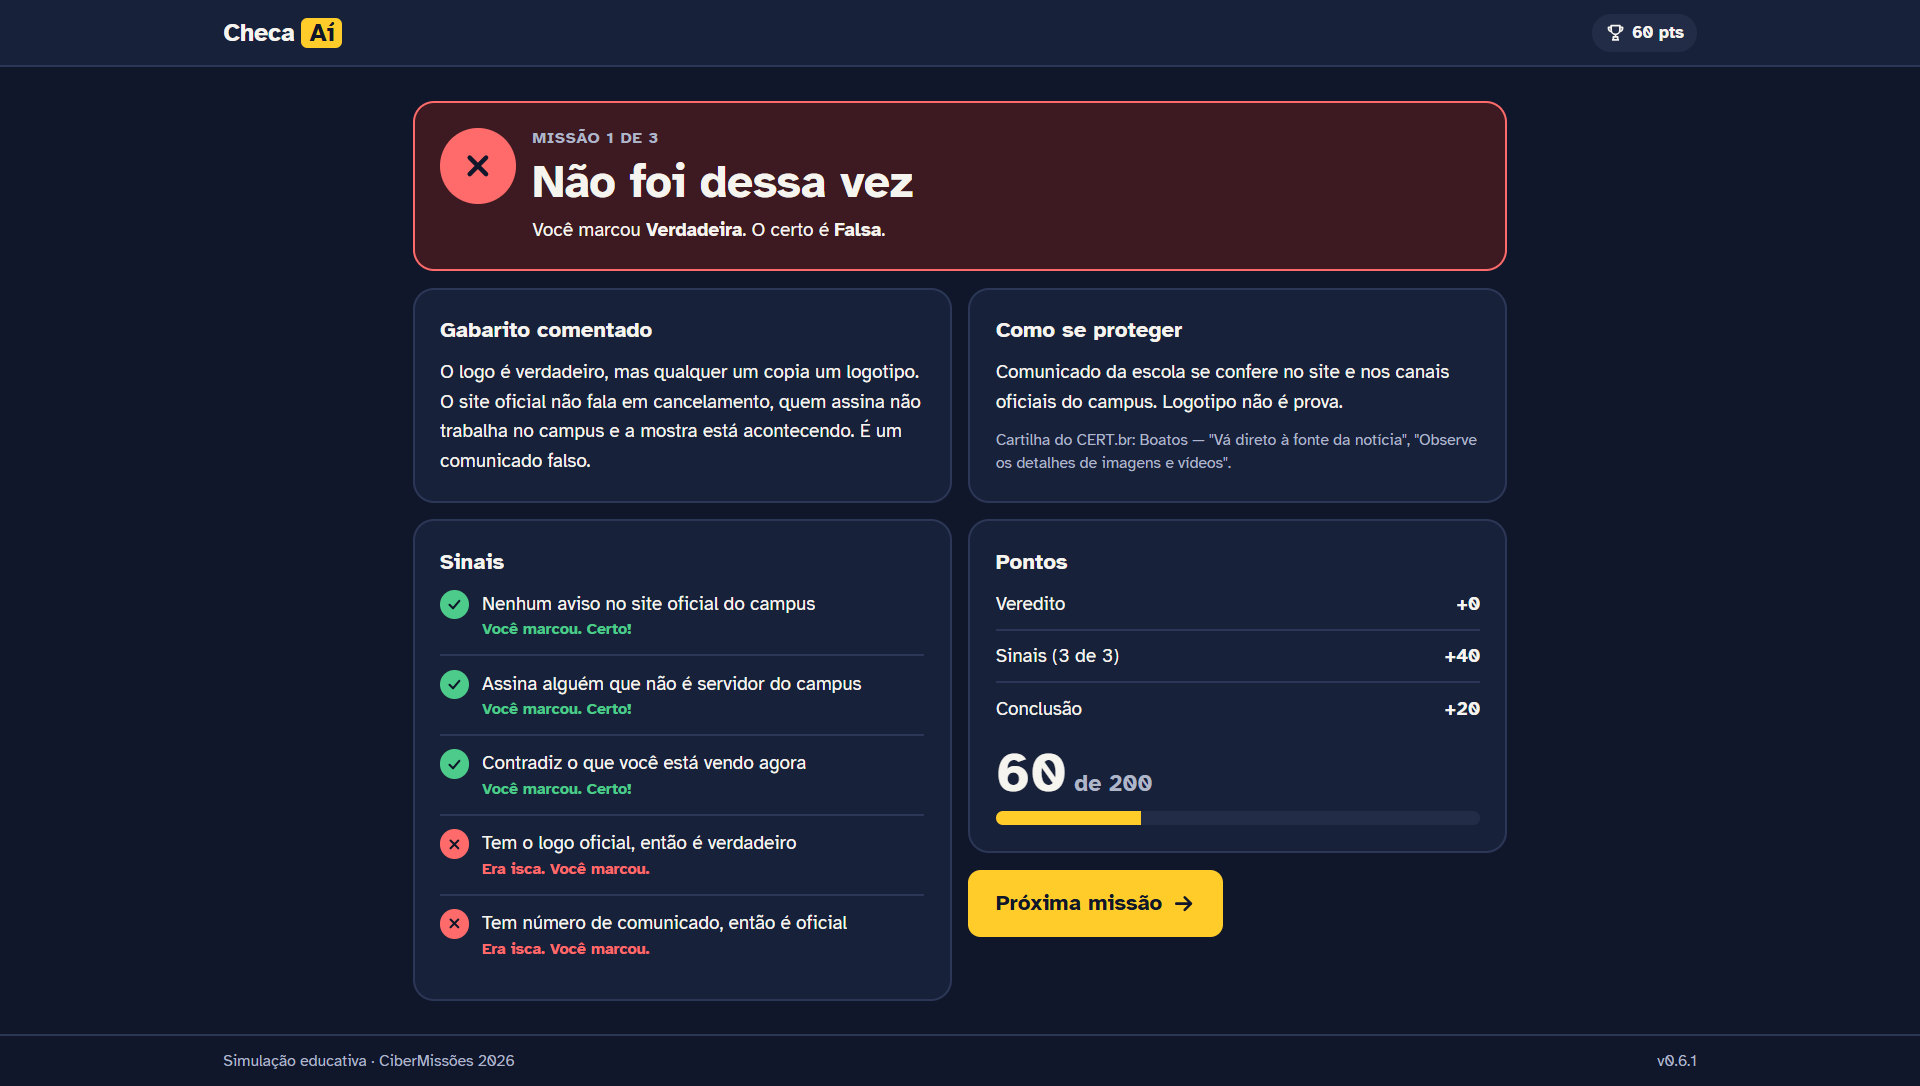 Checa Aí
60 pts
MISSÃO 1 DE 3
Não foi dessa vez
Você marcou Verdadeira. O certo é Falsa.
Gabarito comentado
O logo é verdadeiro, mas qualquer um copia um logotipo.
O site oficial não fala em cancelamento, quem assina não
trabalha no campus e a mostra está acontecendo. É um
comunicado falso.
Como se proteger
Comunicado da escola se confere no site e nos canais
oficiais do campus. Logotipo não é prova.
Cartilha do CERT.br: Boatos — "Vá direto à fonte da notícia", "Observe
os detalhes de imagens e vídeos".
Sinais
Nenhum aviso no site oficial do campus
Você marcou. Certo!
Assina alguém que não é servidor do campus
Você marcou. Certo!
Contradiz o que você está vendo agora
Você marcou. Certo!
Tem o logo oficial, então é verdadeiro
Era isca. Você marcou.
Tem número de comunicado, então é oficial
Era isca. Você marcou.
Pontos
Veredito +0
Sinais (3 de 3) +40
Conclusão +20
60 de 200
Próxima missão →
Simulação educativa · CiberMissões 2026
v0.6.1